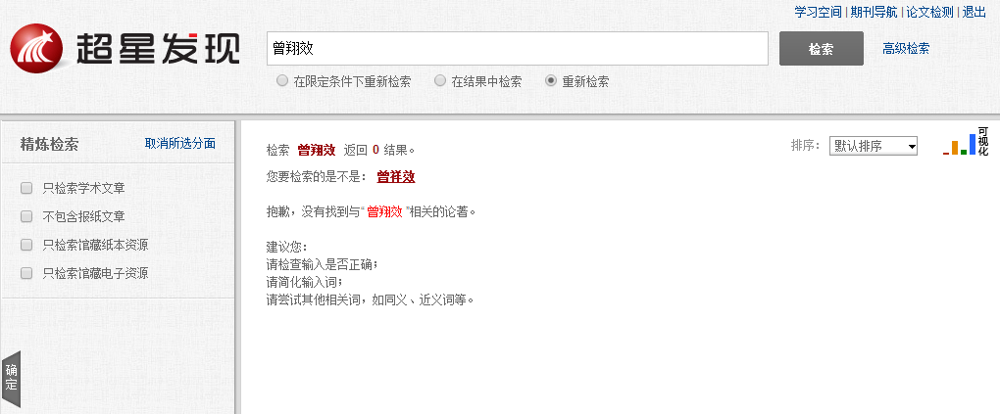 学习空间 | 期刊导航 | 论文检测 | 退出
超星发现
曾翔效
检索
高级检索
在限定条件下重新检索
在结果中检索
重新检索
精炼检索
取消所选分面
只检索学术文章
不包含报纸文章
只检索馆藏纸本资源
只检索馆藏电子资源
确定
检索 曾翔效 返回 0 结果。
排序：
默认排序
可视化
您要检索的是不是： 曾祥效
抱歉，没有找到与“曾翔效”相关的论著。
建议您：
请检查输入是否正确；
请简化输入词；
请尝试其他相关词，如同义、近义词等。